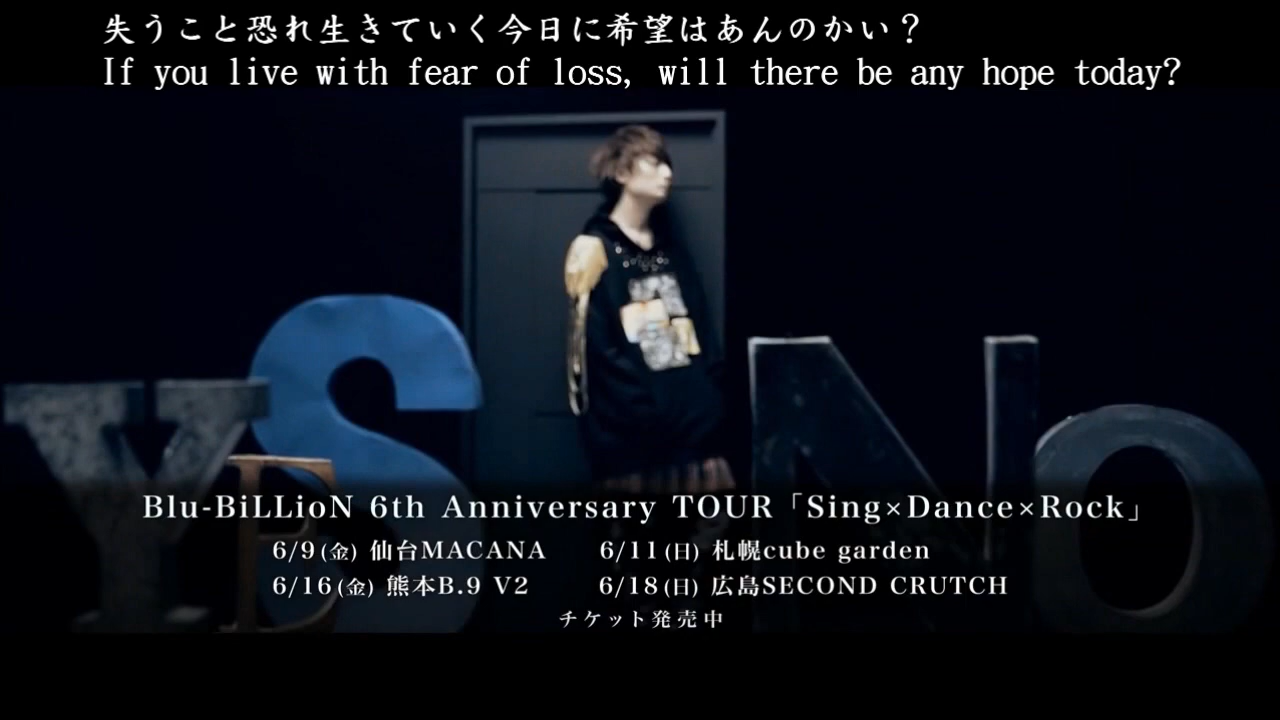 失うこと恐れ生きていく今日に希望はあんのかい？
If you live with fear of loss, will there be any hope today?
YES NO
Blu-BiLLioN 6th Anniversary TOUR「Sing×Dance×Rock」
6/9(金) 仙台MACANA 6/11(日) 札幌cube garden
6/16(金) 熊本B.9 V2 6/18(日) 広島SECOND CRUTCH
チケット発売中